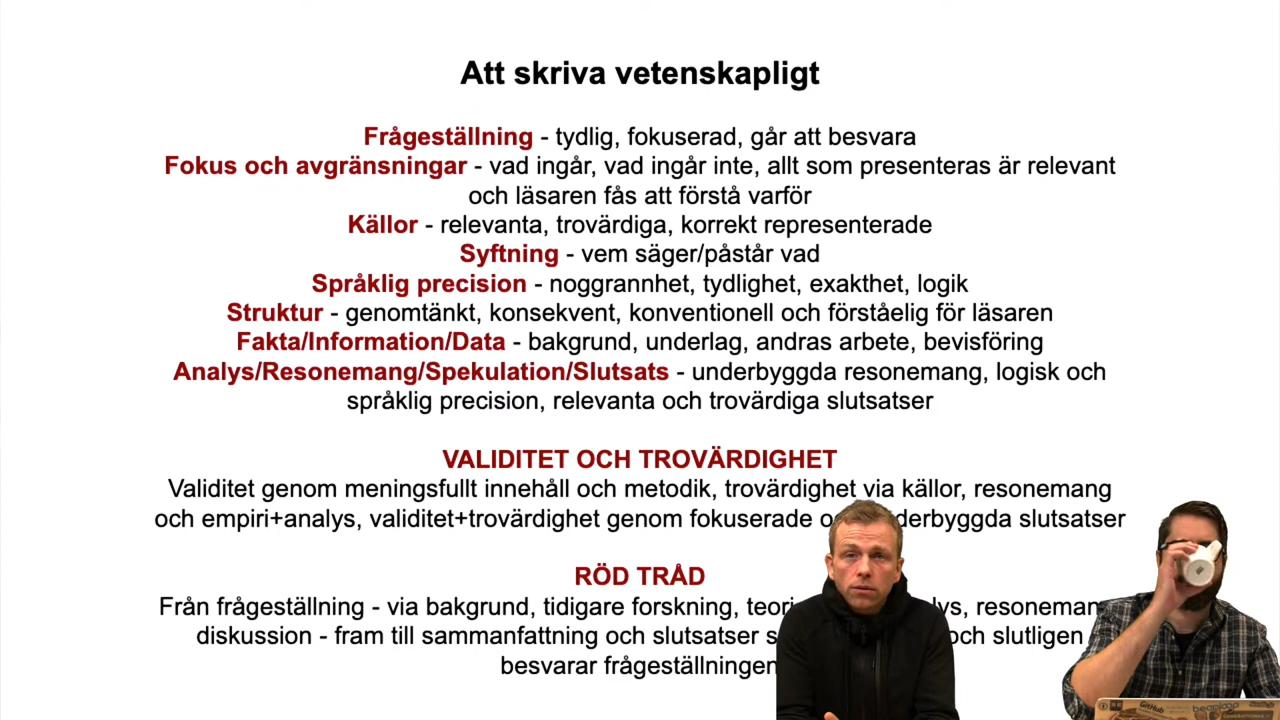 Att skriva vetenskapligt
Frågeställning - tydlig, fokuserad, går att besvara
Fokus och avgränsningar - vad ingår, vad ingår inte, allt som presenteras är relevant
och läsaren fås att förstå varför
Källor - relevanta, trovärdiga, korrekt representerade
Syftning - vem säger/påstår vad
Språklig precision - noggrannhet, tydlighet, exakthet, logik
Struktur - genomtänkt, konsekvent, konventionell och förståelig för läsaren
Fakta/Information/Data - bakgrund, underlag, andras arbete, bevisföring
Analys/Resonemang/Spekulation/Slutsats - underbyggda resonemang, logisk och
språklig precision, relevanta och trovärdiga slutsatser
VALIDITET OCH TROVÄRDIGHET
Validitet genom meningsfullt innehåll och metodik, trovärdighet via källor, resonemang
och empiri+analys, validitet+trovärdighet genom fokuserade slutsatser
RÖD TRÅD
Från frågeställning - via bakgrund, tidigare forskning,
diskussion - fram till sammanfattning och slutsatser och slutligen
besvarar frågeställningen
GitHub